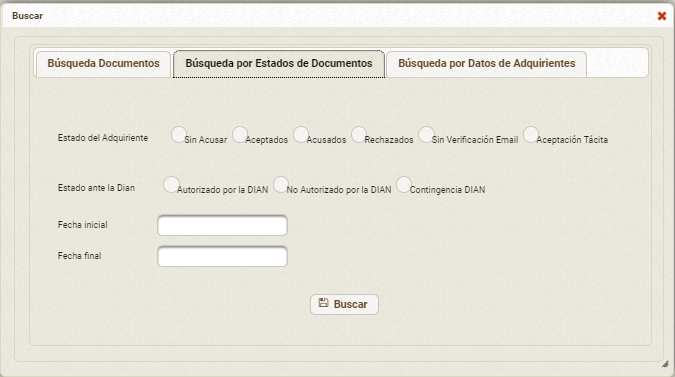 Buscar
Búsqueda Documentos Búsqueda por Estados de Documentos Búsqueda por Datos de Adquirientes
Estado del Adquiriente Sin Acusar Aceptados Acusados Rechazados Sin Verificación Email Aceptación Tácita
Estado ante la Dian Autorizado por la DIAN No Autorizado por la DIAN Contingencia DIAN
Fecha inicial
Fecha final
Buscar